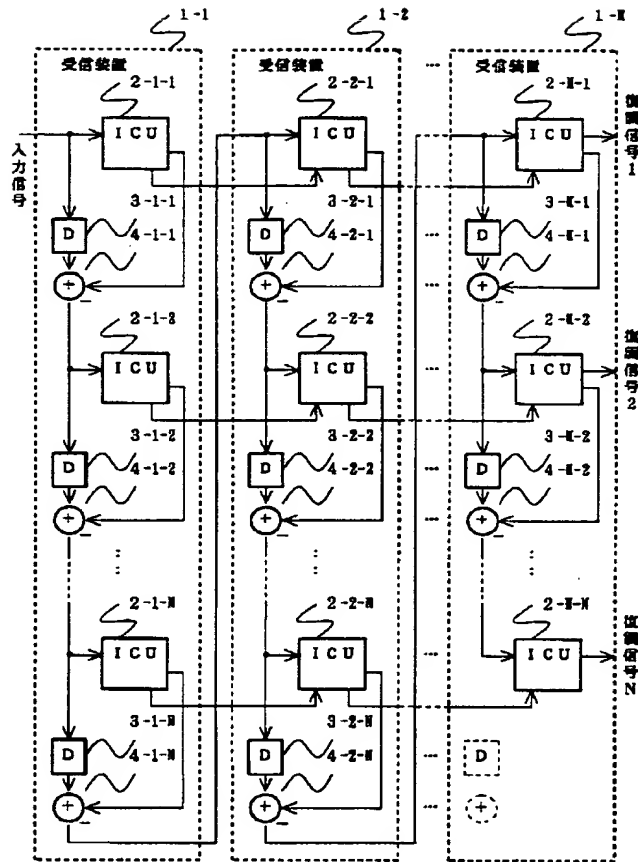 1-1
1-2
1-M
受信装置
受信装置
…
受信装置
2-1-1
2-2-1
2-M-1
ICU
ICU
ICU
入力信号
復調信号1
3-1-1
3-2-1
3-M-1
D
D
D
4-1-1
4-2-1
…
4-M-1
+
−
+
−
…
+
−
2-1-2
2-2-2
…
2-M-2
ICU
ICU
ICU
復調信号2
3-1-2
3-2-2
3-M-2
D
D
D
4-1-2
4-2-2
…
4-M-2
+
−
+
−
…
+
−
…
…
…
2-1-N
2-2-N
2-M-N
ICU
ICU
…
ICU
復調信号N
3-1-N
3-2-N
D
D
…
D
4-1-N
4-2-N
+
−
+
−
…
+